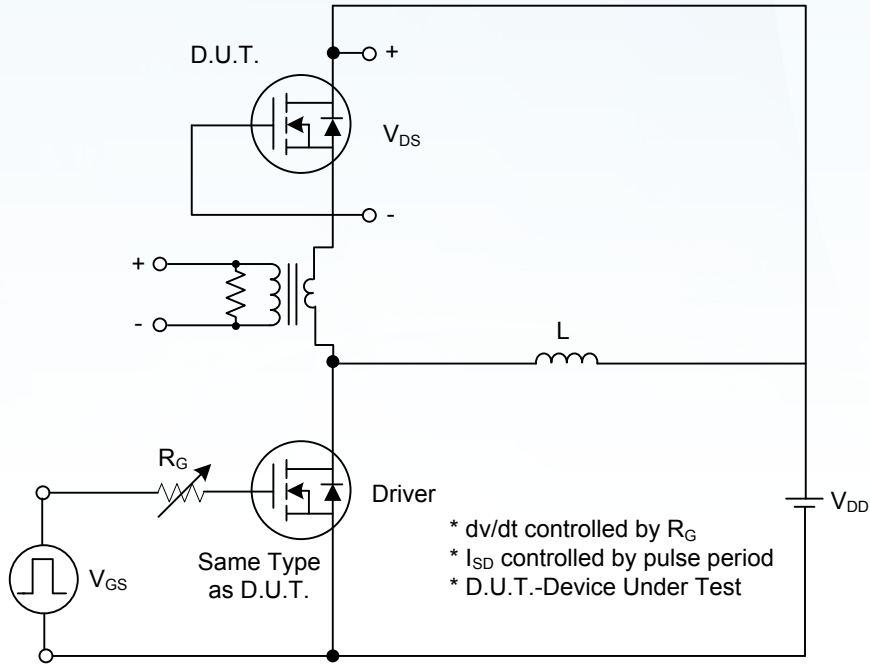 D.U.T.
+
V_DS
-
+
-
L
R_G
Driver
V_DD
Same Type
as D.U.T.
V_GS
* dv/dt controlled by R_G
* I_SD controlled by pulse period
* D.U.T.-Device Under Test